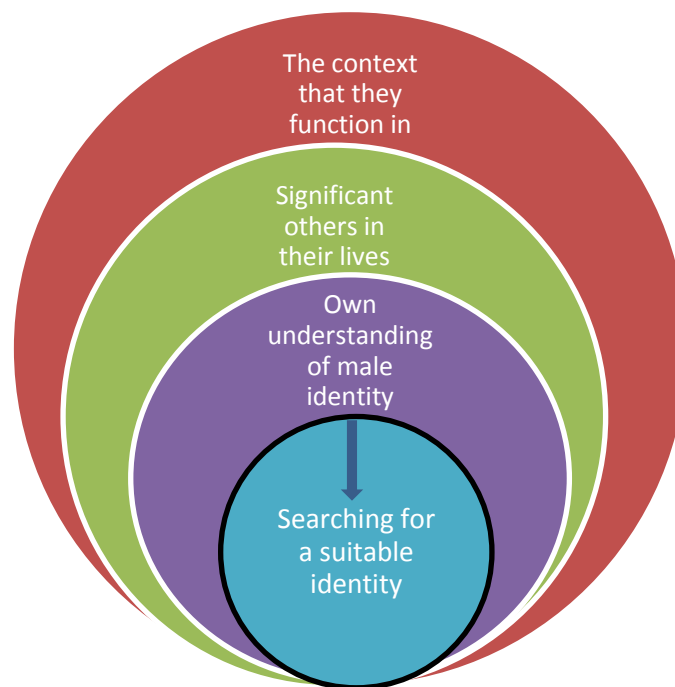 The context
that they
function in
Significant
others in
their lives
Own
understanding
of male
identity
Searching for
a suitable
identity